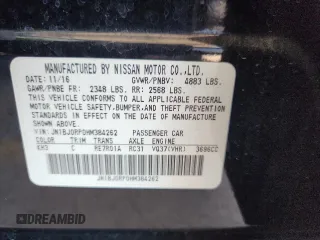 MANUFACTURED BY NISSAN MOTOR CO.,LTD.
DATE: 11/16 GVWR/PNBV: 4883 LBS.
GAWR/PNBE FR: 2348 LBS. RR: 2568 LBS.
THIS VEHICLE CONFORMS TO ALL APPLICABLE FEDERAL
MOTOR VEHICLE SAFETY,BUMPER,AND THEFT PREVENTION
STANDARDS IN EFFECT ON THE DATE OF MANUFACTURE
SHOWN ABOVE.
VIN: JN1BJ0RP0HM384262 PASSENGER CAR
COLOR TRIM TRANS AXLE ENGINE
KH3 C RE7R01A RC31 VQ37(VHR) 3696CC
JN1BJ0RP0HM384262
DREAMBID
.COM